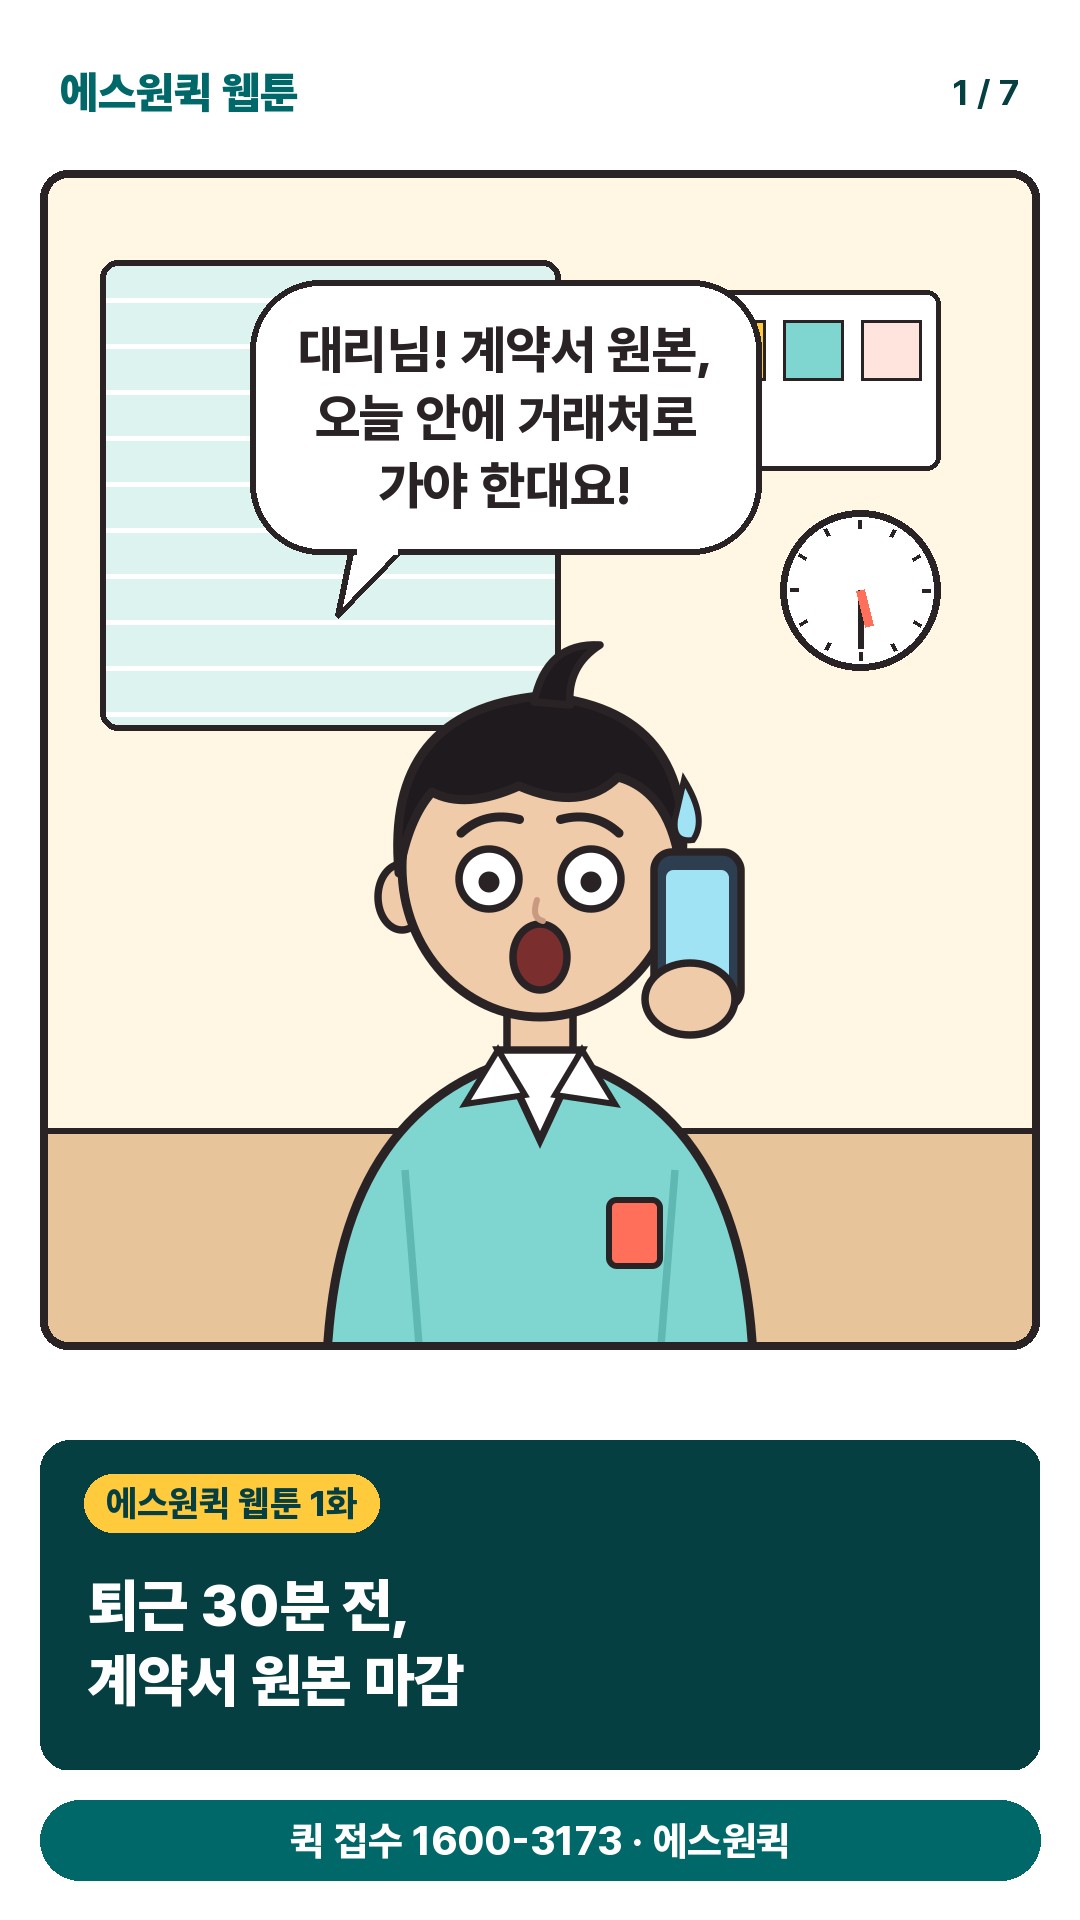 에스원퀵 웹툰
1 / 7
대리님! 계약서 원본,
오늘 안에 거래처로
가야 한대요!
에스원퀵 웹툰 1화
퇴근 30분 전,
계약서 원본 마감
퀵 접수 1600-3173 · 에스원퀵